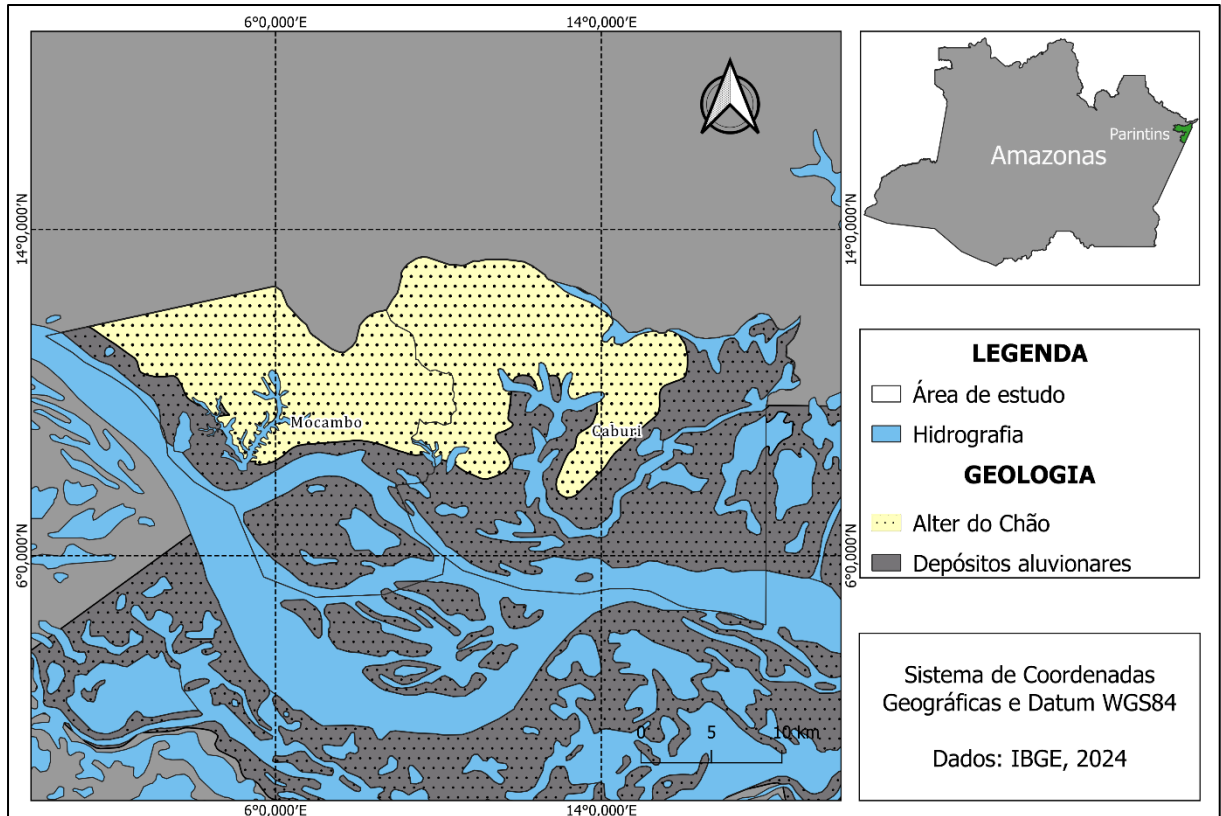 6°0,000'E
14°0,000'E
14°0,000'N
14°0,000'N
Mocambo
Caburi
6°0,000'N
6°0,000'N
0 5 10 km
6°0,000'E
14°0,000'E
Parintins
Amazonas
LEGENDA
Área de estudo
Hidrografia
GEOLOGIA
Alter do Chão
Depósitos aluvionares
Sistema de Coordenadas
Geográficas e Datum WGS84
Dados: IBGE, 2024